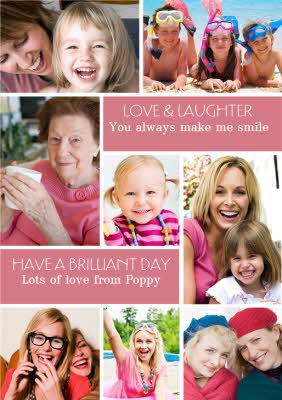 LOVE & LAUGHTER
You always make me smile
HAVE A BRILLIANT DAY
Lots of love from Poppy